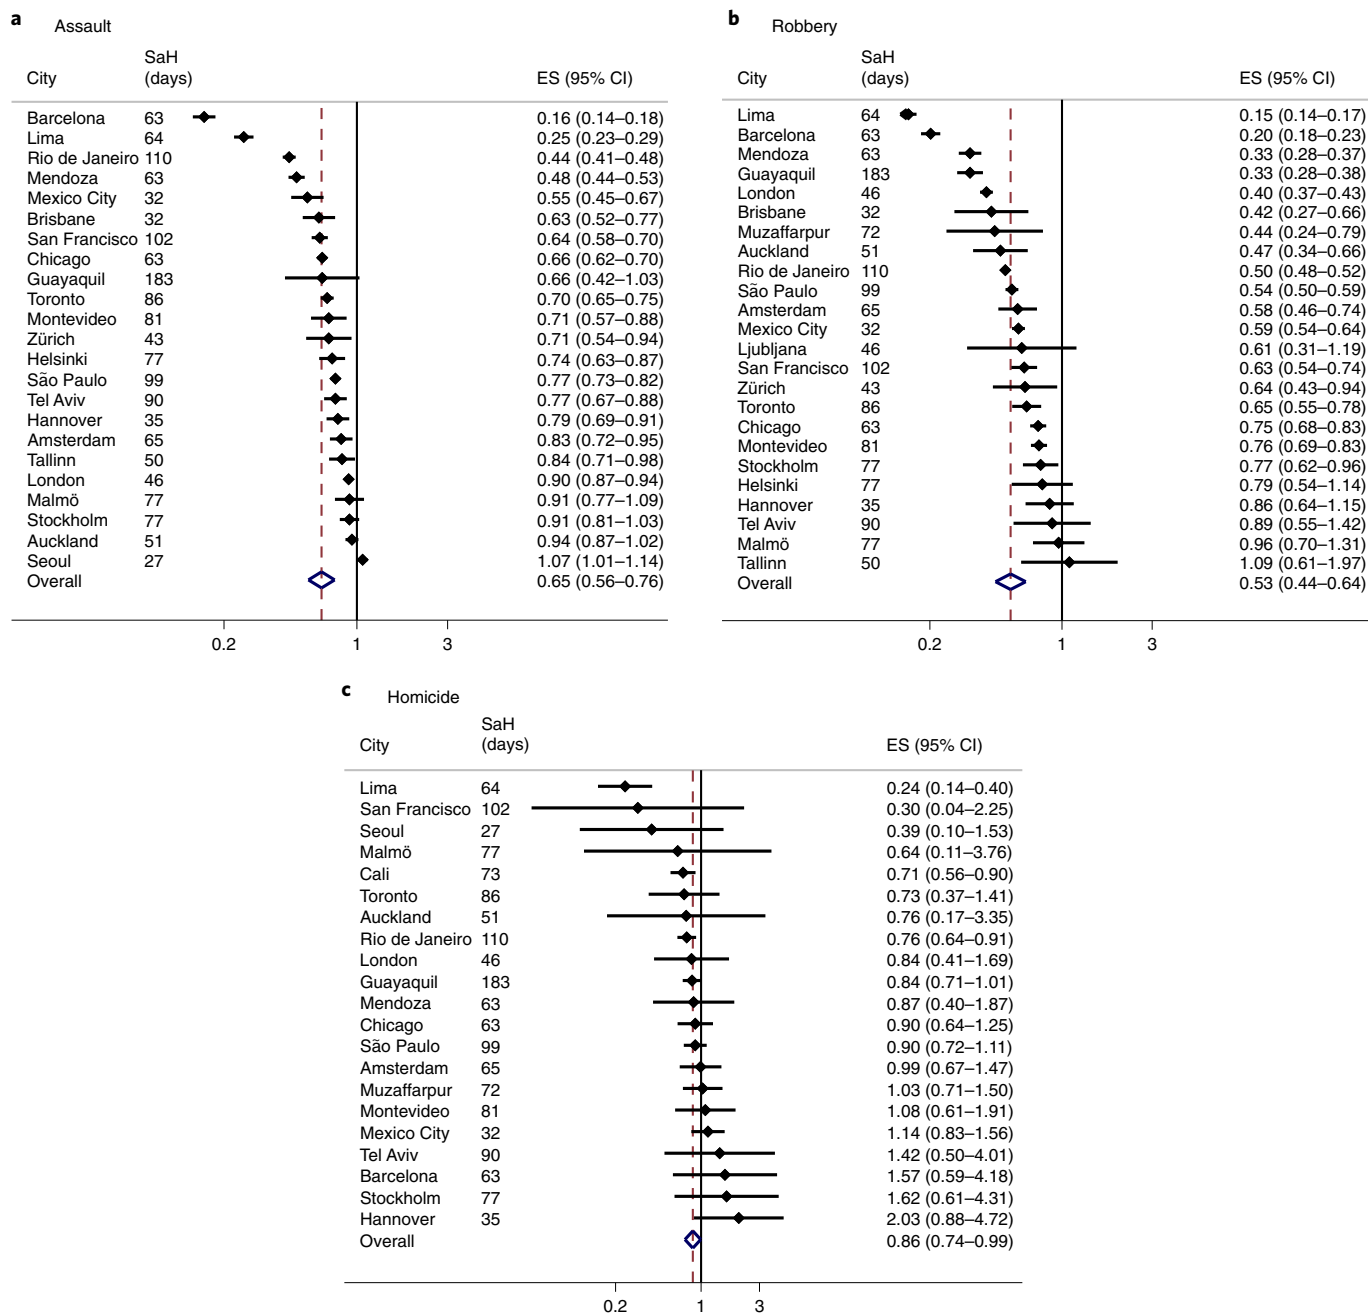 a Assault
City SaH (days) ES (95% CI)
Barcelona 63 0.16 (0.14–0.18)
Lima 64 0.25 (0.23–0.29)
Rio de Janeiro 110 0.44 (0.41–0.48)
Mendoza 63 0.48 (0.44–0.53)
Mexico City 32 0.55 (0.45–0.67)
Brisbane 32 0.63 (0.52–0.77)
San Francisco 102 0.64 (0.58–0.70)
Chicago 63 0.66 (0.62–0.70)
Guayaquil 183 0.66 (0.42–1.03)
Toronto 86 0.70 (0.65–0.75)
Montevideo 81 0.71 (0.57–0.88)
Zürich 43 0.71 (0.54–0.94)
Helsinki 77 0.74 (0.63–0.87)
São Paulo 99 0.77 (0.73–0.82)
Tel Aviv 90 0.77 (0.67–0.88)
Hannover 35 0.79 (0.69–0.91)
Amsterdam 65 0.83 (0.72–0.95)
Tallinn 50 0.84 (0.71–0.98)
London 46 0.90 (0.87–0.94)
Malmö 77 0.91 (0.77–1.09)
Stockholm 77 0.91 (0.81–1.03)
Auckland 51 0.94 (0.87–1.02)
Seoul 27 1.07 (1.01–1.14)
Overall 0.65 (0.56–0.76)
0.2 1 3
b Robbery
City SaH (days) ES (95% CI)
Lima 64 0.15 (0.14–0.17)
Barcelona 63 0.20 (0.18–0.23)
Mendoza 63 0.33 (0.28–0.37)
Guayaquil 183 0.33 (0.28–0.38)
London 46 0.40 (0.37–0.43)
Brisbane 32 0.42 (0.27–0.66)
Muzaffarpur 72 0.44 (0.24–0.79)
Auckland 51 0.47 (0.34–0.66)
Rio de Janeiro 110 0.50 (0.48–0.52)
São Paulo 99 0.54 (0.50–0.59)
Amsterdam 65 0.58 (0.46–0.74)
Mexico City 32 0.59 (0.54–0.64)
Ljubljana 46 0.61 (0.31–1.19)
San Francisco 102 0.63 (0.54–0.74)
Zürich 43 0.64 (0.43–0.94)
Toronto 86 0.65 (0.55–0.78)
Chicago 63 0.75 (0.68–0.83)
Montevideo 81 0.76 (0.69–0.83)
Stockholm 77 0.77 (0.62–0.96)
Helsinki 77 0.79 (0.54–1.14)
Hannover 35 0.86 (0.64–1.15)
Tel Aviv 90 0.89 (0.55–1.42)
Malmö 77 0.96 (0.70–1.31)
Tallinn 50 1.09 (0.61–1.97)
Overall 0.53 (0.44–0.64)
0.2 1 3
c Homicide
City SaH (days) ES (95% CI)
Lima 64 0.24 (0.14–0.40)
San Francisco 102 0.30 (0.04–2.25)
Seoul 27 0.39 (0.10–1.53)
Malmö 77 0.64 (0.11–3.76)
Cali 73 0.71 (0.56–0.90)
Toronto 86 0.73 (0.37–1.41)
Auckland 51 0.76 (0.17–3.35)
Rio de Janeiro 110 0.76 (0.64–0.91)
London 46 0.84 (0.41–1.69)
Guayaquil 183 0.84 (0.71–1.01)
Mendoza 63 0.87 (0.40–1.87)
Chicago 63 0.90 (0.64–1.25)
São Paulo 99 0.90 (0.72–1.11)
Amsterdam 65 0.99 (0.67–1.47)
Muzaffarpur 72 1.03 (0.71–1.50)
Montevideo 81 1.08 (0.61–1.91)
Mexico City 32 1.14 (0.83–1.56)
Tel Aviv 90 1.42 (0.50–4.01)
Barcelona 63 1.57 (0.59–4.18)
Stockholm 77 1.62 (0.61–4.31)
Hannover 35 2.03 (0.88–4.72)
Overall 0.86 (0.74–0.99)
0.2 1 3